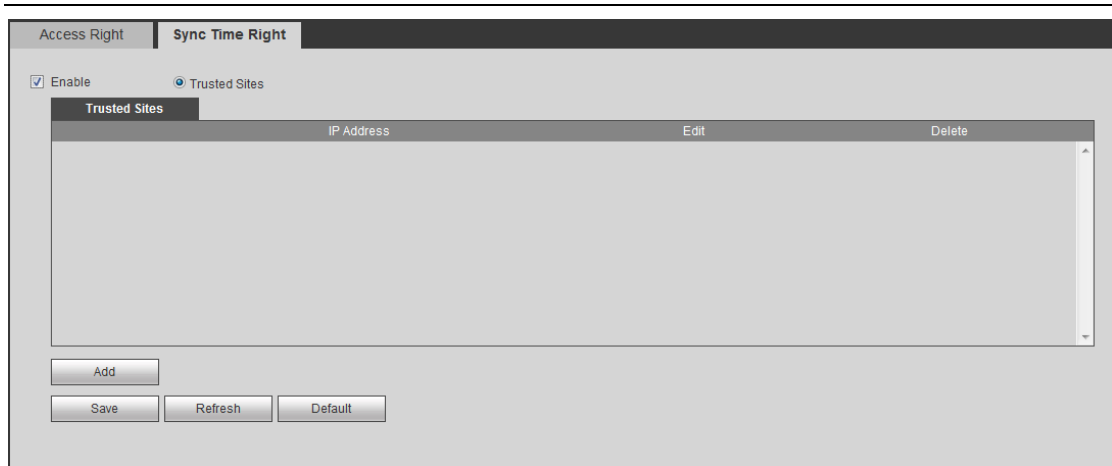 Access Right Sync Time Right
Enable Trusted Sites
Trusted Sites
IP Address Edit Delete
Add
Save Refresh Default